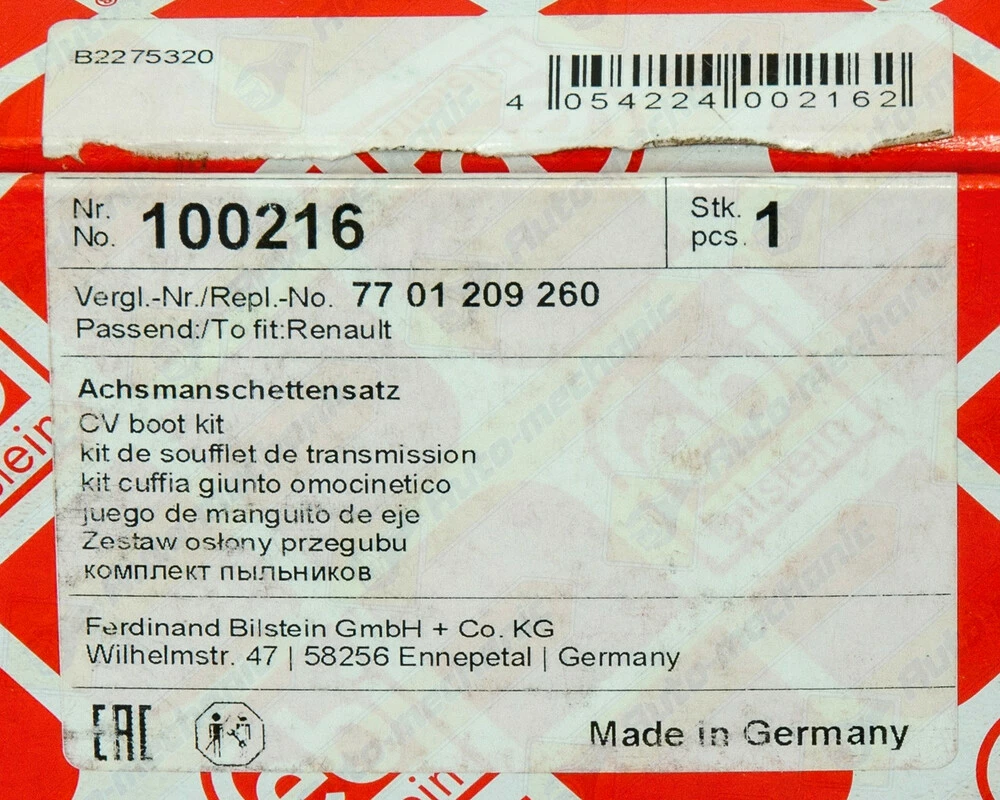 B2275320
4 054224 002162
Nr. No. 100216
Stk. pcs. 1
Vergl.-Nr./Repl.-No. 77 01 209 260
Passend:/To fit:Renault
Achsmanschettensatz
CV boot kit
kit de soufflet de transmission
kit cuffia giunto omocinetico
juego de manguito de eje
Zestaw osłony przegubu
комплект пыльников
Ferdinand Bilstein GmbH + Co. KG
Wilhelmstr. 47 | 58256 Ennepetal | Germany
EAC
Made in Germany